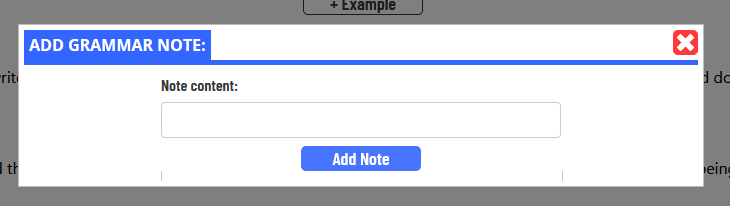 + Example
ADD GRAMMAR NOTE:
Note content:
Add Note